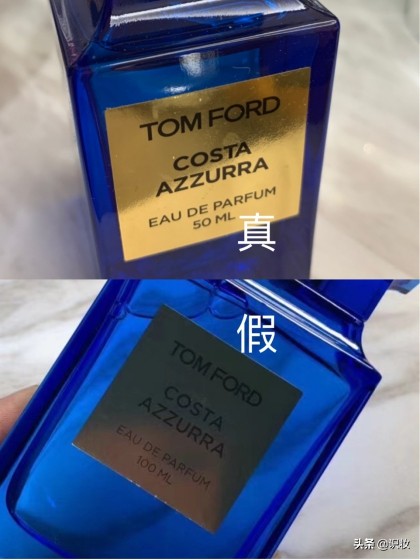 TOM FORD
COSTA
AZZURRA
EAU DE PARFUM
50 ML
真
假
TOM FORD
COSTA
AZZURRA
EAU DE PARFUM
100 ML
头条 @识妆